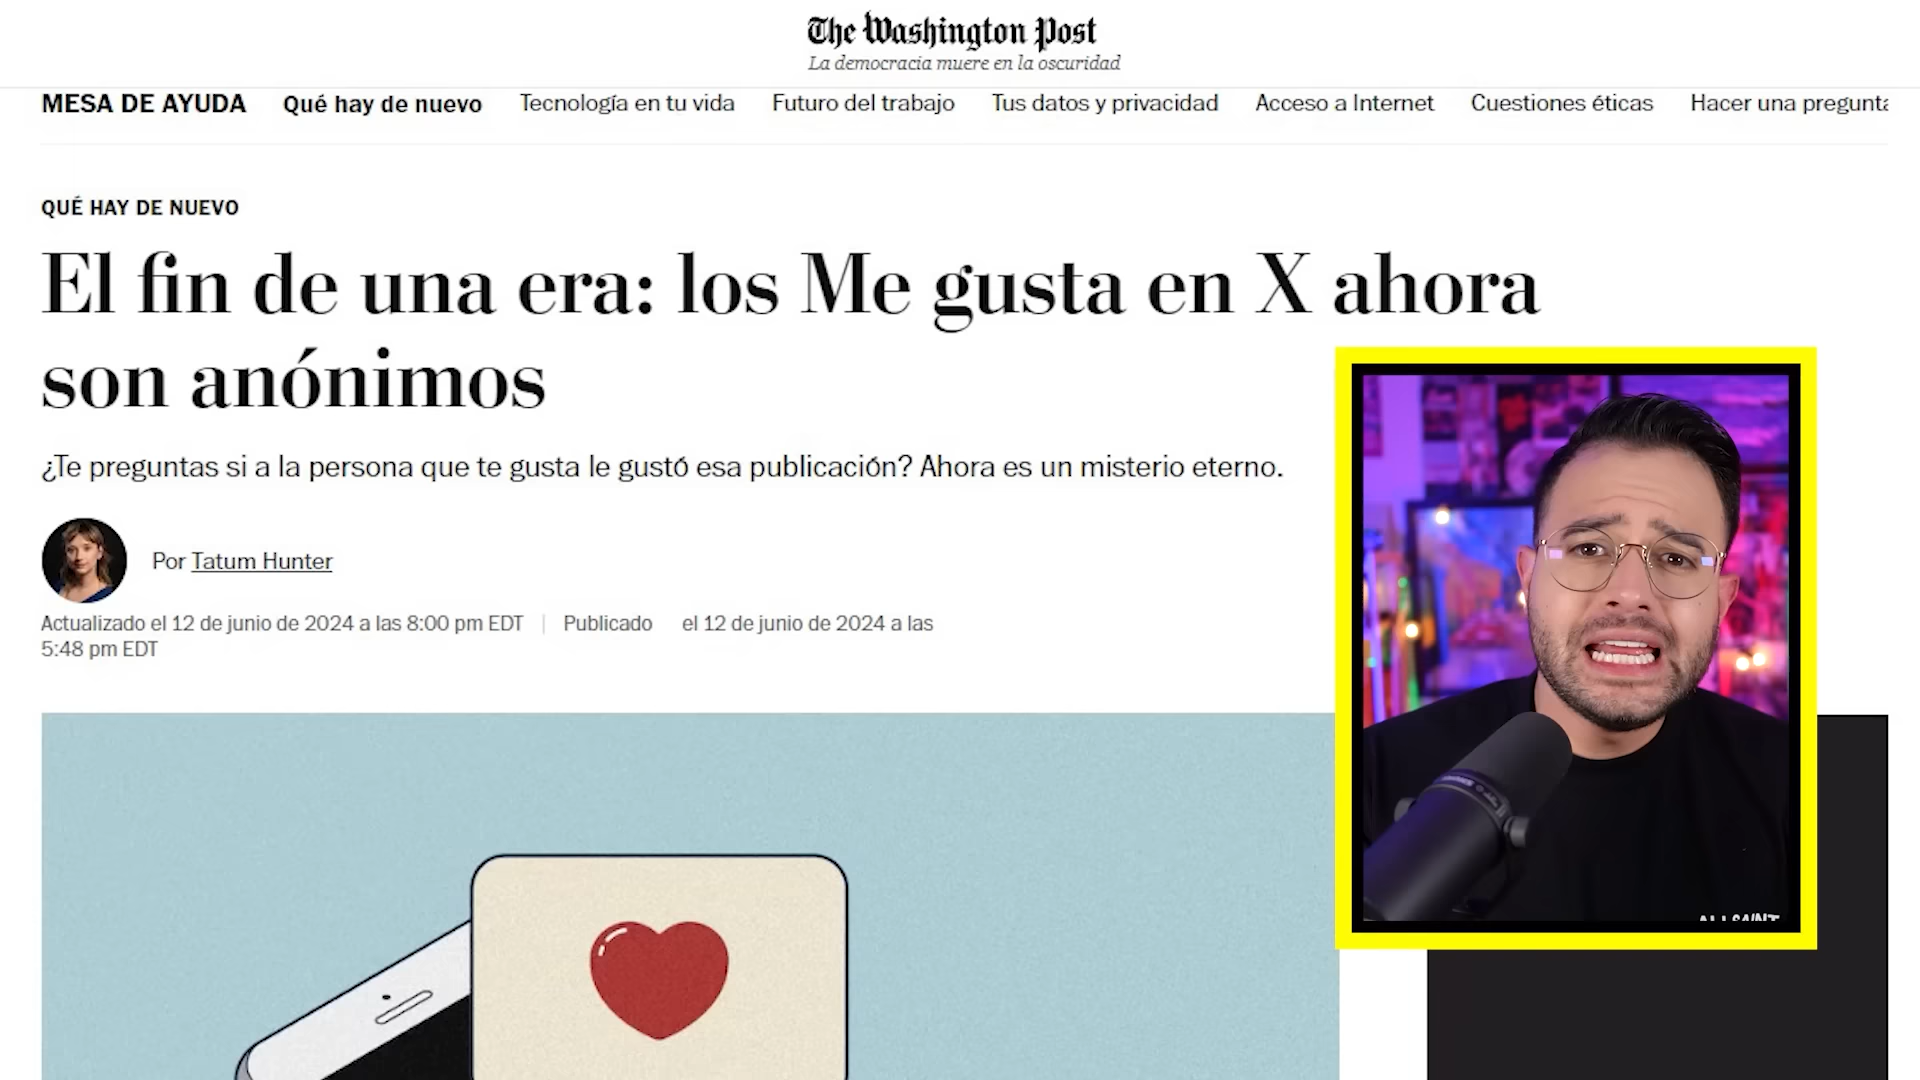 The Washington Post
La democracia muere en la oscuridad
MESA DE AYUDA Qué hay de nuevo Tecnología en tu vida Futuro del trabajo Tus datos y privacidad Acceso a Internet Cuestiones éticas Hacer una pregunta
QUÉ HAY DE NUEVO
El fin de una era: los Me gusta en X ahora
son anónimos
¿Te preguntas si a la persona que te gusta le gustó esa publicación? Ahora es un misterio eterno.
Por Tatum Hunter
Actualizado el 12 de junio de 2024 a las 8:00 pm EDT | Publicado el 12 de junio de 2024 a las
5:48 pm EDT